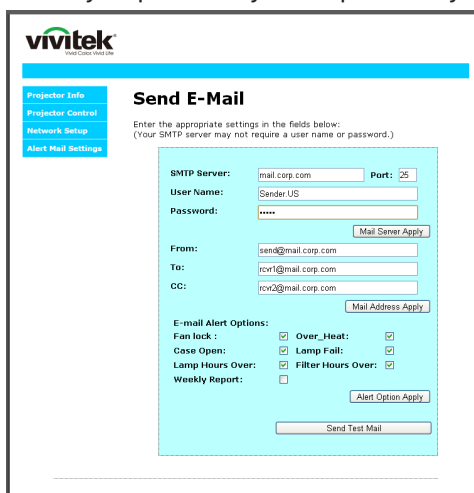 vivitek
Vivid Color, Vivid Life
Projector Info
Projector Control
Network Setup
Alert Mail Settings
Send E-Mail
Enter the appropriate settings in the fields below:
(Your SMTP server may not require a user name or password.)
SMTP Server: mail.corp.com Port: 25
User Name: Sender.US
Password: •••••
Mail Server Apply
From: send@mail.corp.com
To: rcvr1@mail.corp.com
CC: rcvr2@mail.corp.com
Mail Address Apply
E-mail Alert Options:
Fan lock : Over_Heat:
Case Open: Lamp Fail:
Lamp Hours Over: Filter Hours Over:
Weekly Report:
Alert Option Apply
Send Test Mail